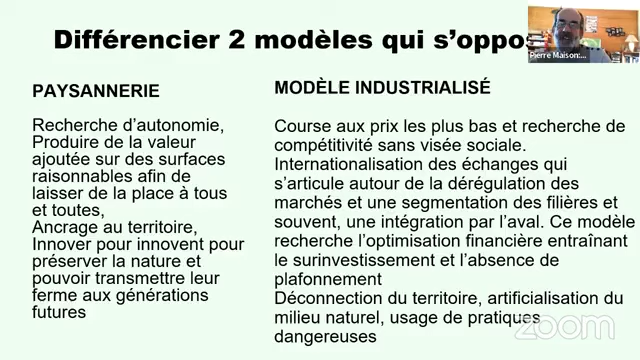 Différencier 2 modèles qui s'oppo
Pierre Maison:...
PAYSANNERIE
Recherche d'autonomie,
Produire de la valeur
ajoutée sur des surfaces
raisonnables afin de
laisser de la place à tous
et toutes,
Ancrage au territoire,
Innover pour innovent pour
préserver la nature et
pouvoir transmettre leur
ferme aux générations
futures
MODÈLE INDUSTRIALISÉ
Course aux prix les plus bas et recherche de
compétitivité sans visée sociale.
Internationalisation des échanges qui
s'articule autour de la dérégulation des
marchés et une segmentation des filières et
souvent, une intégration par l'aval. Ce modèle
recherche l'optimisation financière entraînant
le surinvestissement et l'absence de
plafonnement
Déconnection du territoire, artificialisation du
milieu naturel, usage de pratiques
dangereuses
zoom